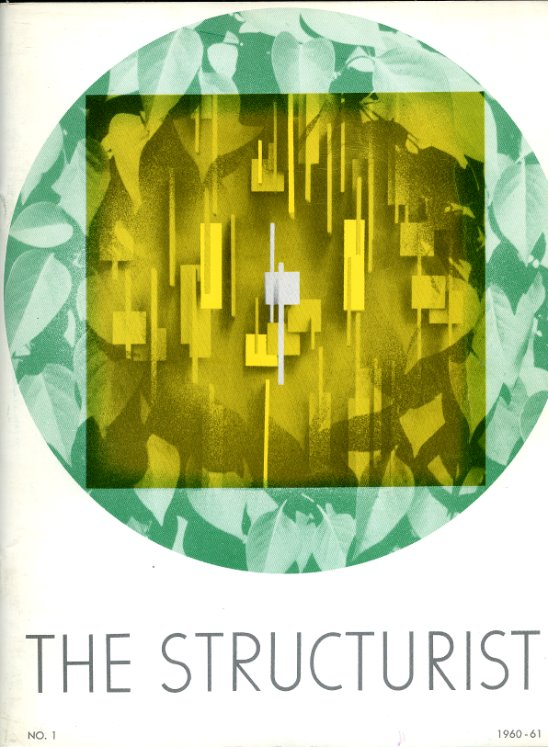 THE STRUCTURIST
NO. 1
1960-61